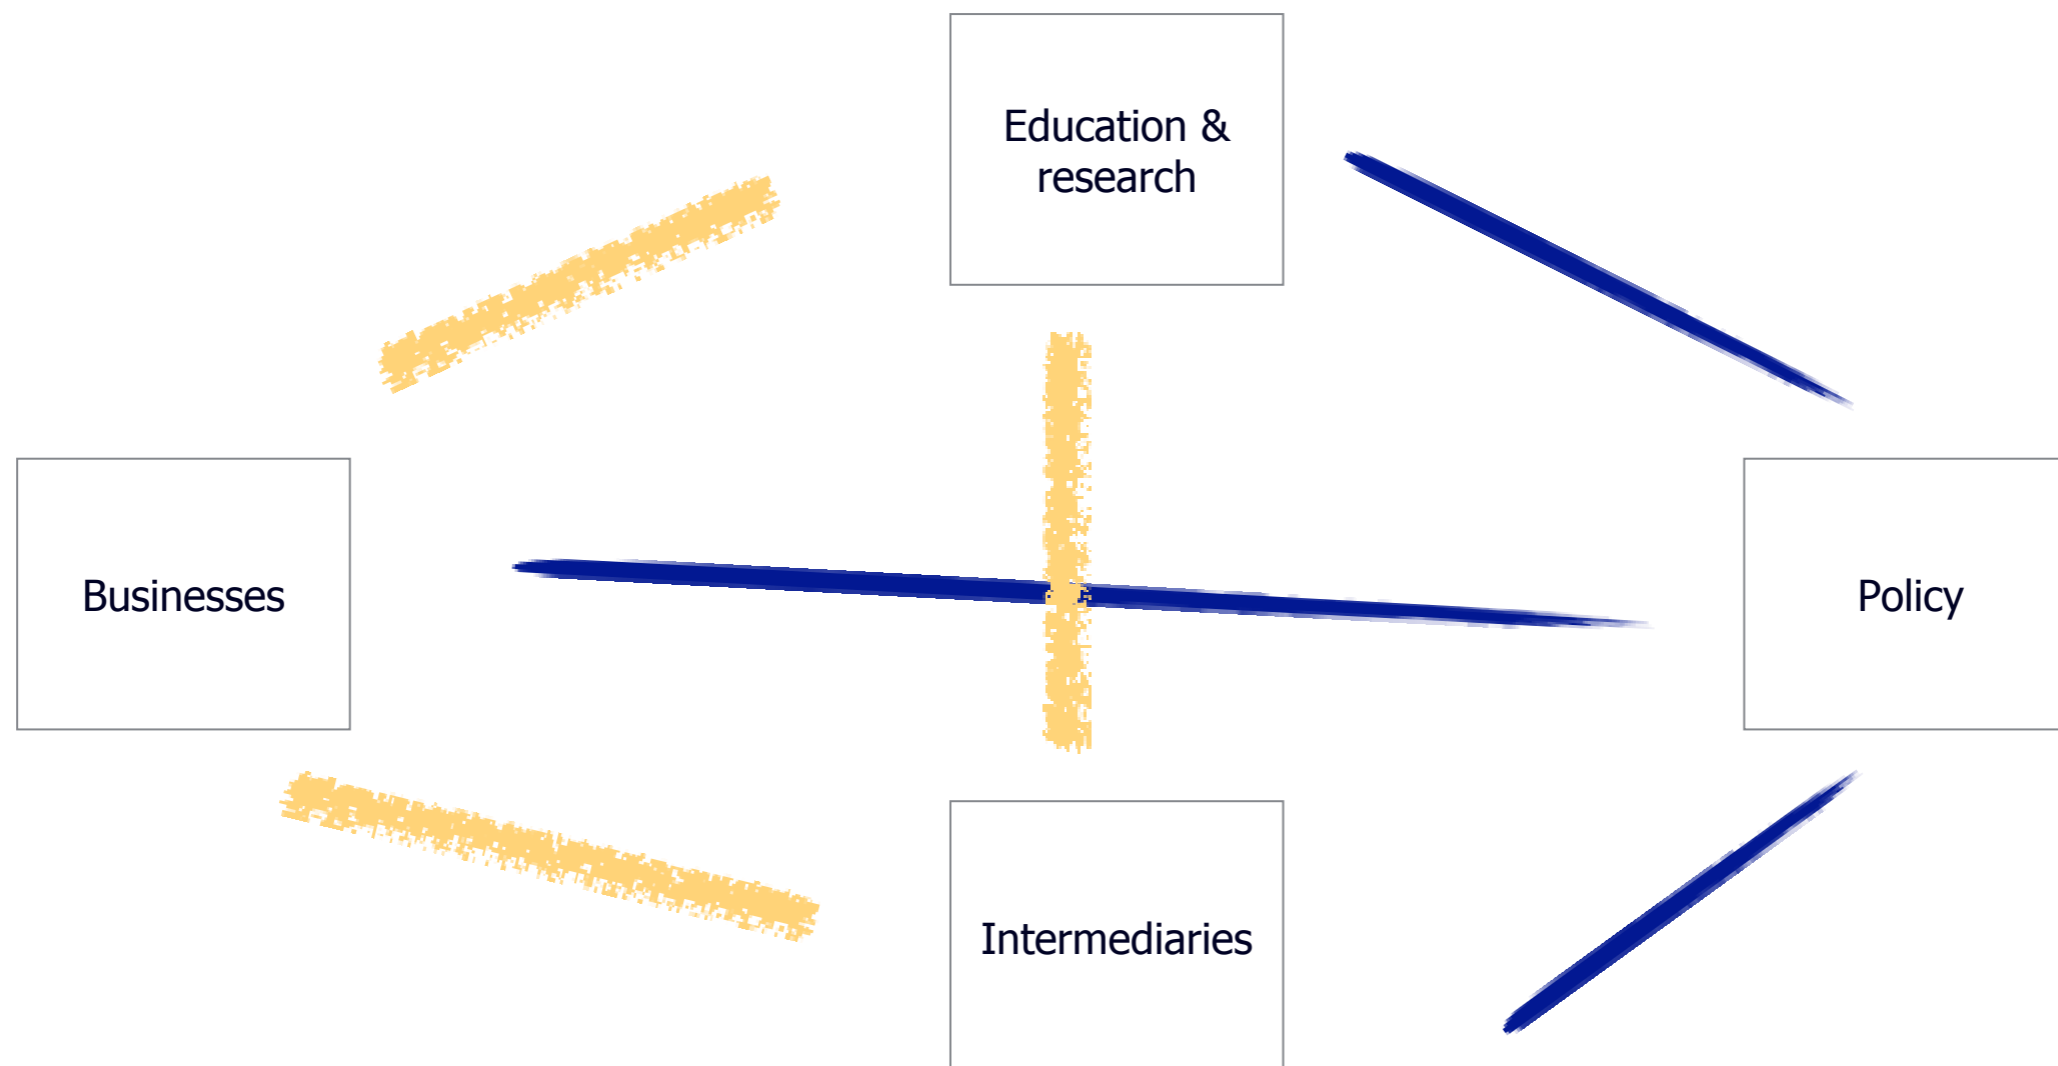 Education &
research
Businesses
Policy
Intermediaries